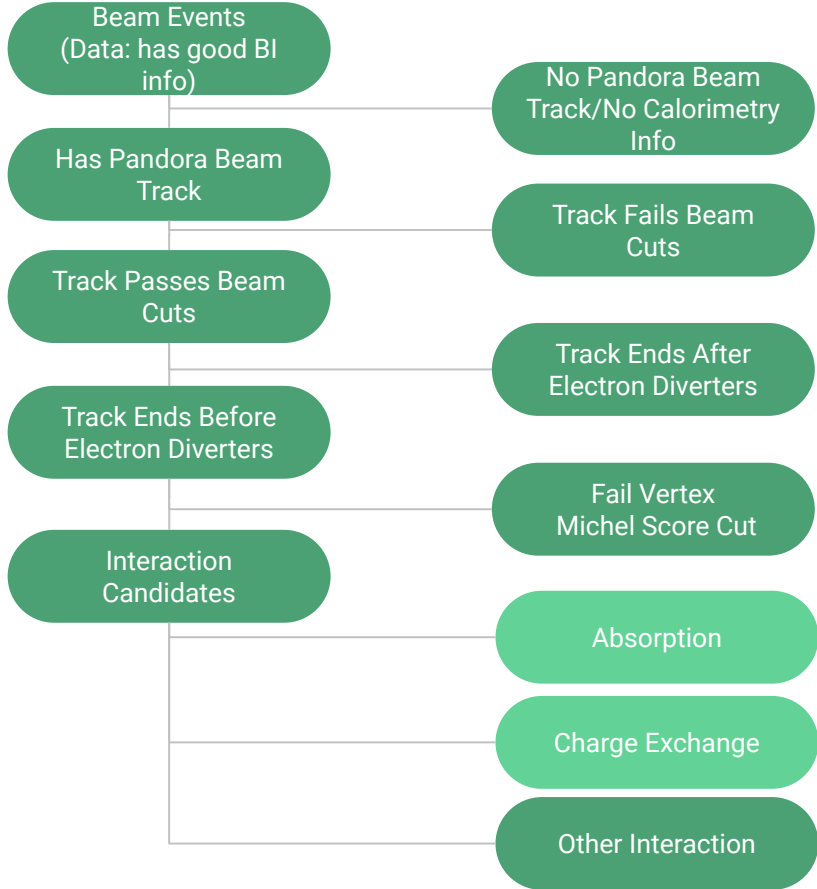 Beam Events
(Data: has good BI
info)
No Pandora Beam
Track/No Calorimetry
Info
Has Pandora Beam
Track
Track Fails Beam
Cuts
Track Passes Beam
Cuts
Track Ends After
Electron Diverters
Track Ends Before
Electron Diverters
Fail Vertex
Michel Score Cut
Interaction
Candidates
Absorption
Charge Exchange
Other Interaction